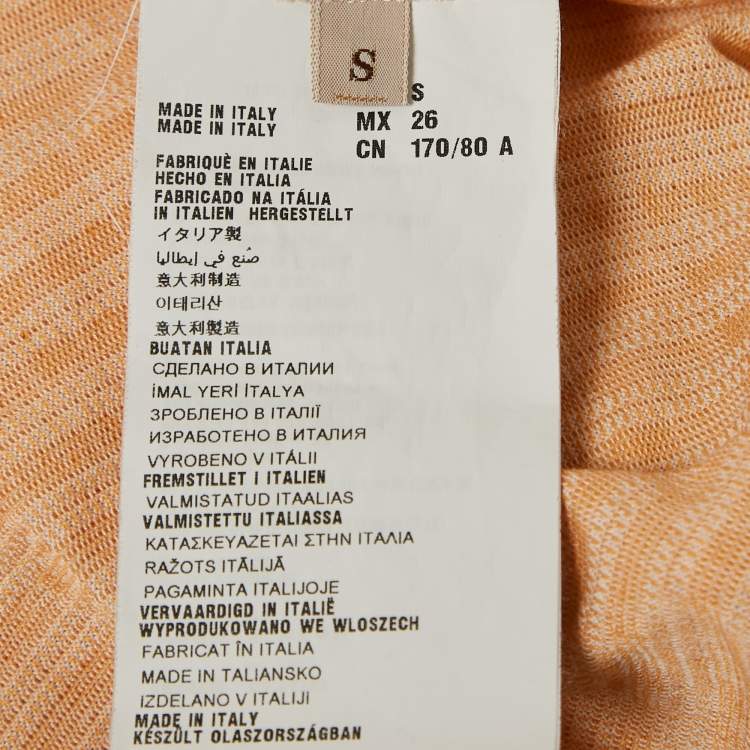 S
S
MADE IN ITALY
MADE IN ITALY
MX 26
CN 170/80 A
FABRIQUÈ EN ITALIE
HECHO EN ITALIA
FABRICADO NA ITÁLIA
IN ITALIEN HERGESTELLT
イタリア製
صُنع في إيطاليا
意大利制造
이태리산
意大利製造
BUATAN ITALIA
СДЕЛАНО В ИТАЛИИ
İMAL YERİ İTALYA
ЗРОБЛЕНО В ІТАЛІЇ
ИЗРАБОТЕНО В ИТАЛИЯ
VYROBENO V ITÁLII
FREMSTILLET I ITALIEN
VALMISTATUD ITAALIAS
VALMISTETTU ITALIASSA
ΚΑΤΑΣΚΕΥΑΖΕΤΑΙ ΣΤΗΝ ΙΤΑΛΙΑ
RAŽOTS ITĀLIJĀ
PAGAMINTA ITALIJOJE
VERVAARDIGD IN ITALIË
WYPRODUKOWANO WE WLOSZECH
FABRICAT ÎN ITALIA
MADE IN TALIANSKO
IZDELANO V ITALIJI
MADE IN ITALY
KÉSZÜLT OLASZORSZÁGBAN